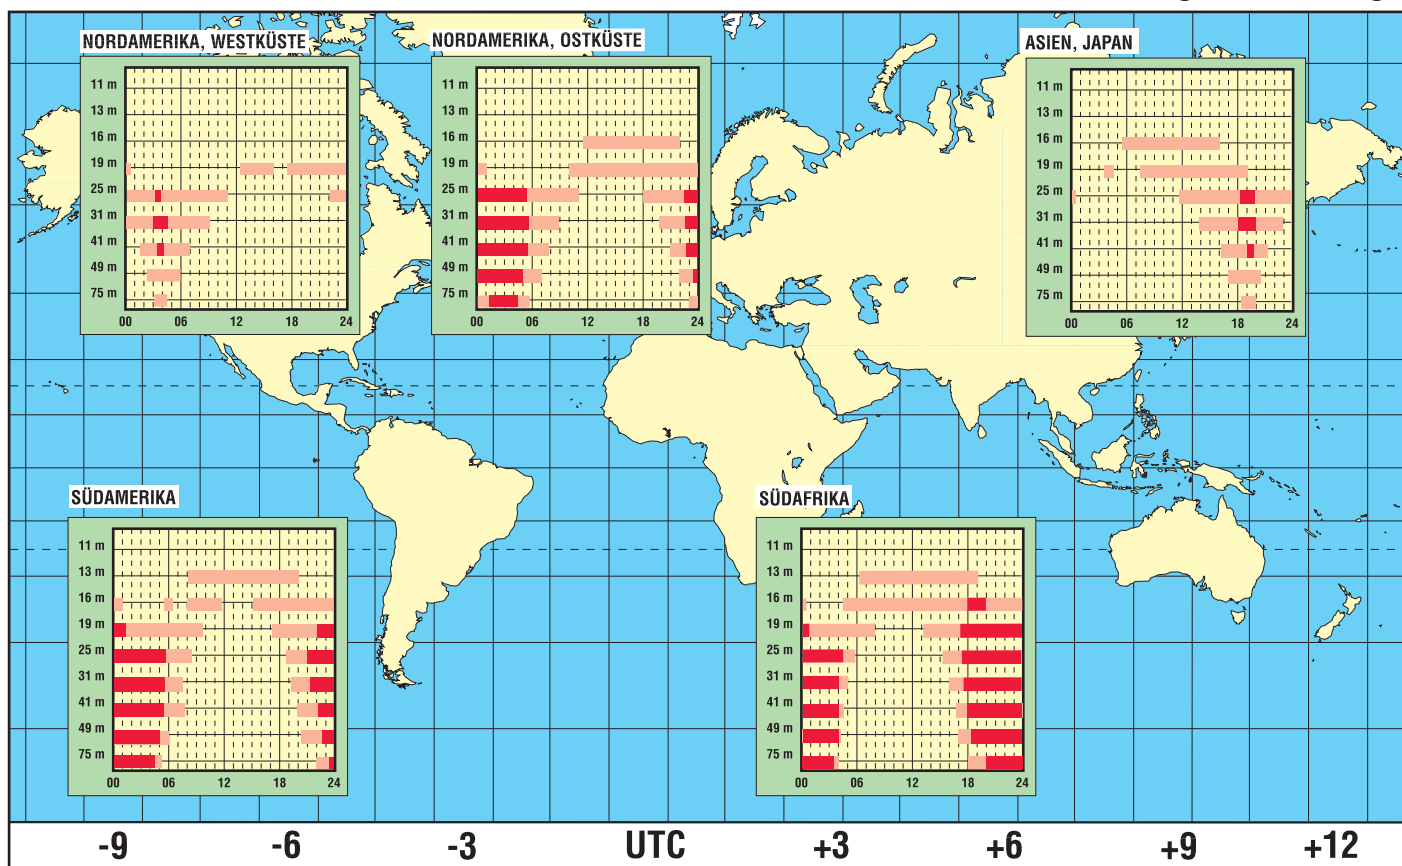 NORDAMERIKA, WESTKÜSTE
11 m
13 m
16 m
19 m
25 m
31 m
41 m
49 m
75 m
00 06 12 18 24
NORDAMERIKA, OSTKÜSTE
11 m
13 m
16 m
19 m
25 m
31 m
41 m
49 m
75 m
00 06 12 18 24
ASIEN, JAPAN
11 m
13 m
16 m
19 m
25 m
31 m
41 m
49 m
75 m
00 06 12 18 24
SÜDAMERIKA
11 m
13 m
16 m
19 m
25 m
31 m
41 m
49 m
75 m
00 06 12 18 24
SÜDAFRIKA
11 m
13 m
16 m
19 m
25 m
31 m
41 m
49 m
75 m
00 06 12 18 24
-9 -6 -3 UTC +3 +6 +9 +12